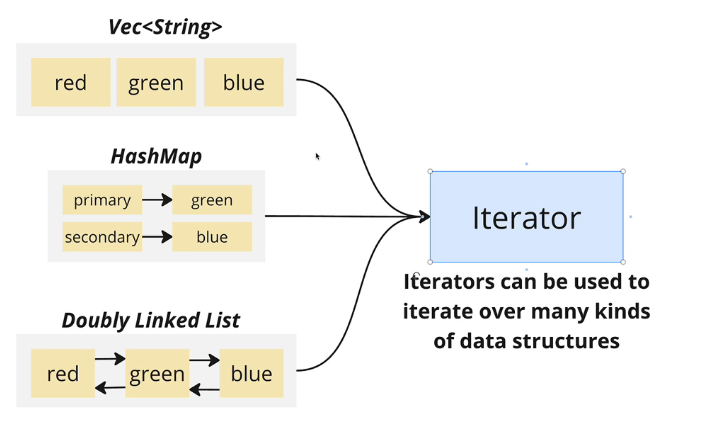 Vec<String>
red green blue
HashMap
primary green
secondary blue
Doubly Linked List
red green blue
Iterator
Iterators can be used to
iterate over many kinds
of data structures